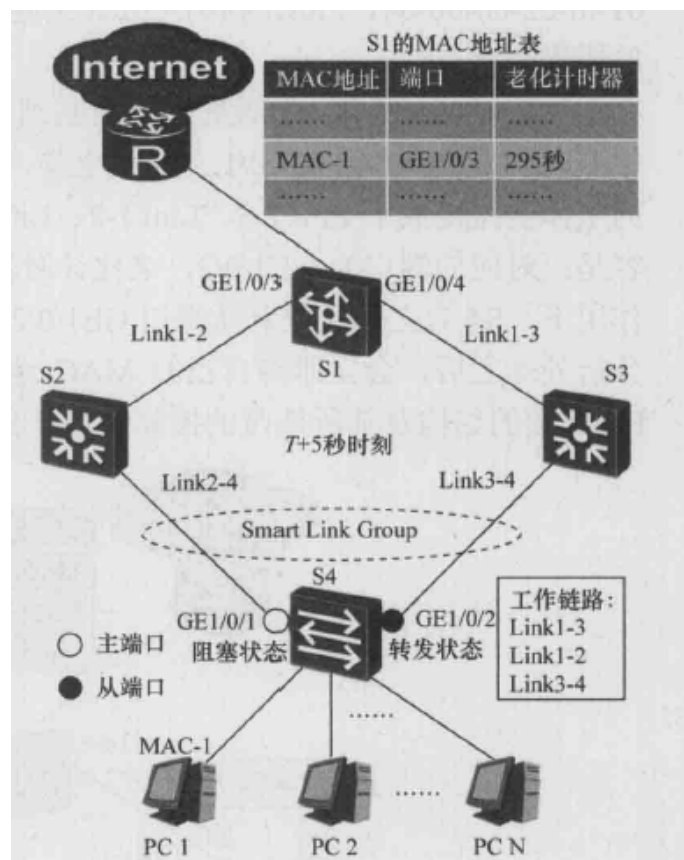 S1的MAC地址表
MAC地址 端口 老化计时器
...... ...... ......
MAC-1 GE1/0/3 295秒
...... ...... ......
Internet
R
GE1/0/3
GE1/0/4
Link1-2
Link1-3
S1
S2
S3
T+5秒时刻
Link2-4
Link3-4
Smart Link Group
S4
GE1/0/1
阻塞状态
GE1/0/2
转发状态
主端口
从端口
工作链路：
Link1-3
Link1-2
Link3-4
......
MAC-1
......
PC 1
PC 2
PC N